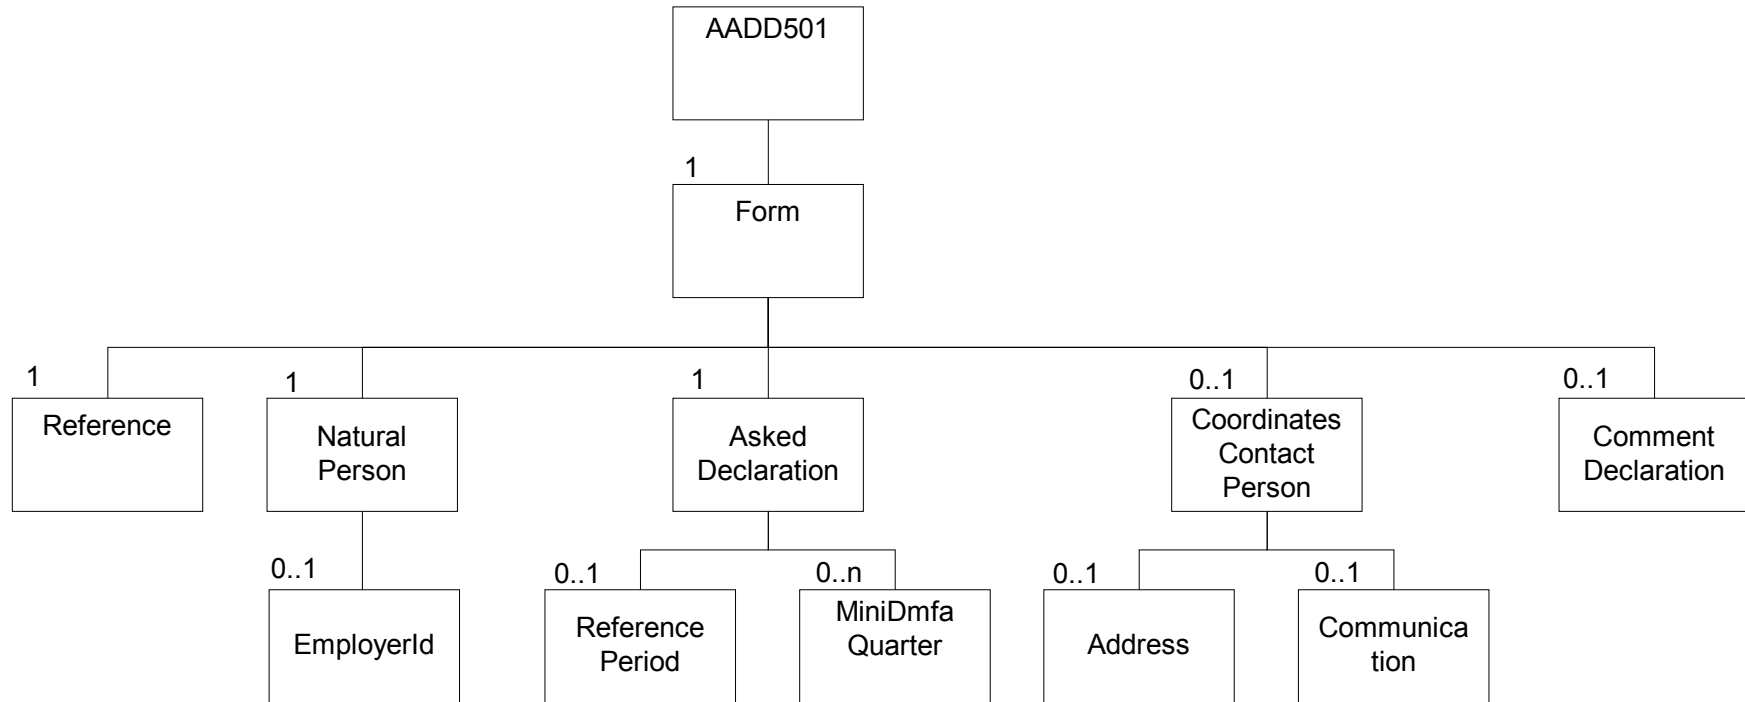 AADD501
1
Form
1
1
1
0..1
0..1
Reference
Natural
Person
Asked
Declaration
Coordinates
Contact
Person
Comment
Declaration
0..1
0..1
0..n
0..1
0..1
EmployerId
Reference
Period
MiniDmfa
Quarter
Address
Communica
tion